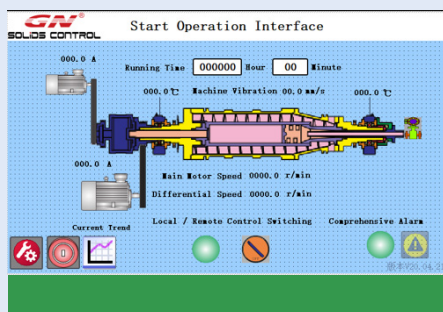 GN®
SOLIDS CONTROL
Start Operation Interface
000.0 A
Running Time 000000 Hour 00 Minute
000.0℃ Machine Vibration 00.0 mm/s 000.0 ℃
000.0 A
Main Motor Speed 0000.0 r/min
Differential Speed 0000.0 r/min
Local / Remote Control Switching Comprehensive Alarm
Current Trend